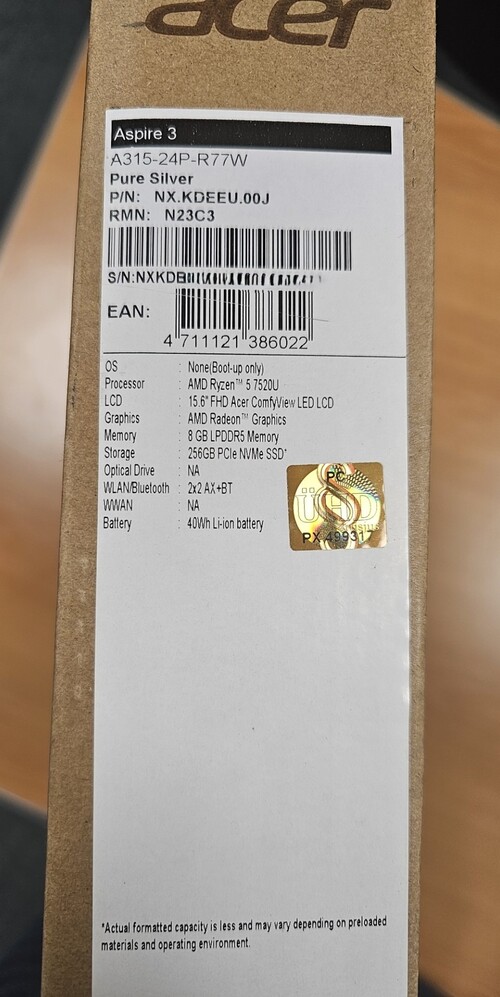 acer
Aspire 3
A315-24P-R77W
Pure Silver
P/N: NX.KDEEU.00J
RMN: N23C3
S/N:NXKDE
EAN:
4 711121 386022
OS : None(Boot-up only)
Processor : AMD Ryzen™ 5 7520U
LCD : 15.6" FHD Acer ComfyView LED LCD
Graphics : AMD Radeon™ Graphics
Memory : 8 GB LPDDR5 Memory
Storage : 256GB PCIe NVMe SSD*
Optical Drive : NA
WLAN/Bluetooth : 2x2 AX+BT
WWAN : NA
Battery : 40Wh Li-ion battery
PC
PX 499317
*Actual formatted capacity is less and may vary depending on preloaded
materials and operating environment.